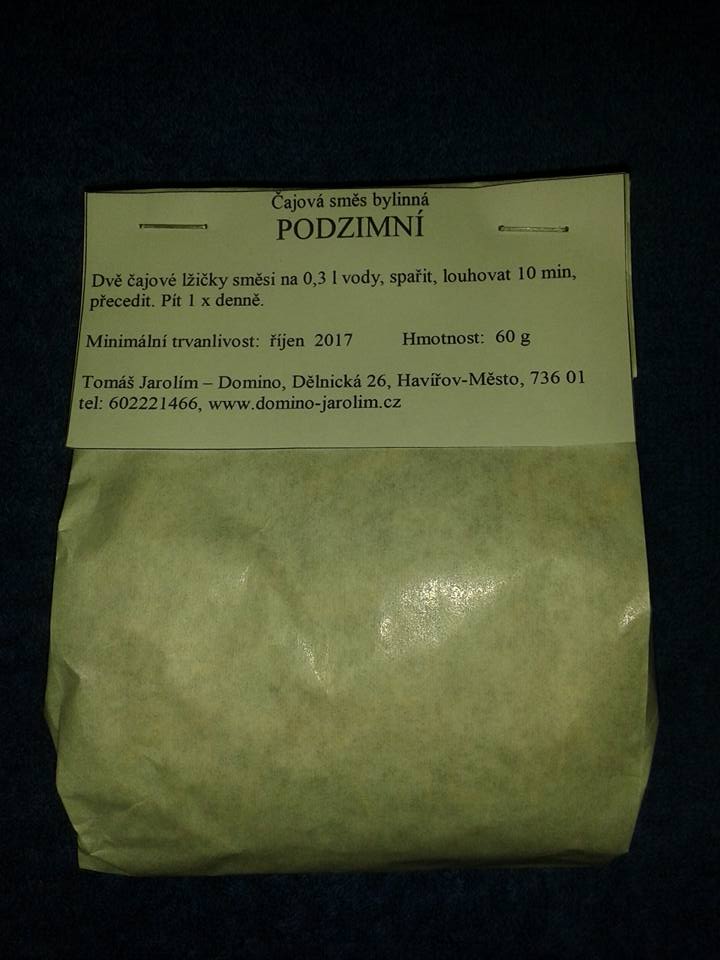 Čajová směs bylinná
PODZIMNÍ
Dvě čajové lžičky směsi na 0,3 l vody, spařit, louhovat 10 min,
přecedit. Pít 1 x denně.
Minimální trvanlivost: říjen 2017 Hmotnost: 60 g
Tomáš Jarolím – Domino, Dělnická 26, Havířov-Město, 736 01
tel: 602221466, www.domino-jarolim.cz